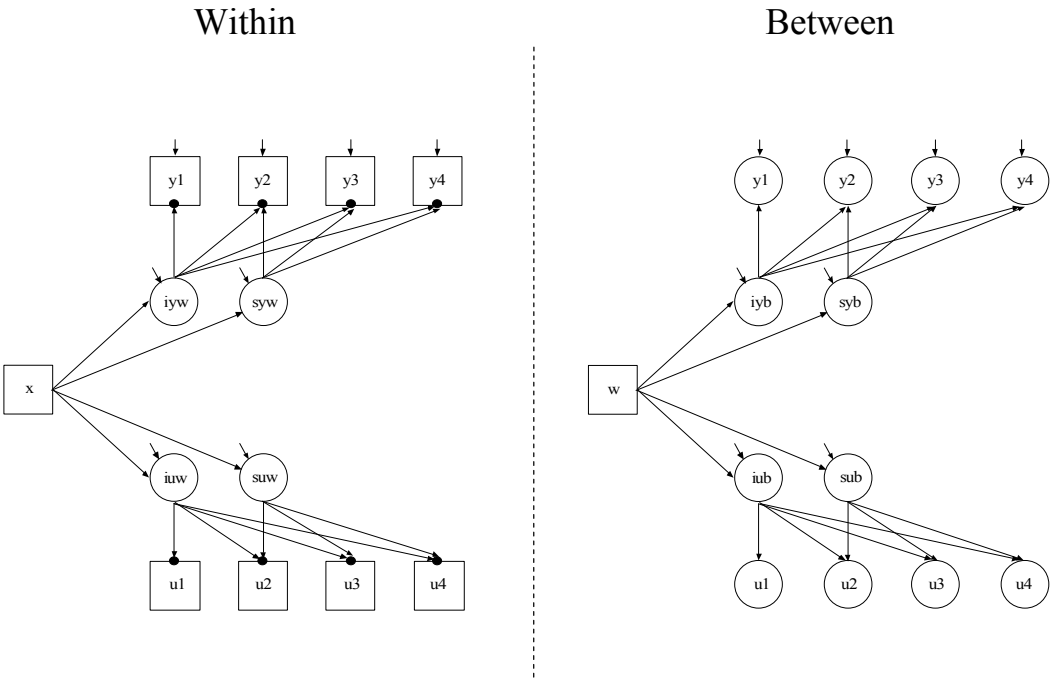 Within Between
y1 y2 y3 y4 y1 y2 y3 y4
iyw syw iyb syb
x w
iuw suw iub sub
u1 u2 u3 u4 u1 u2 u3 u4